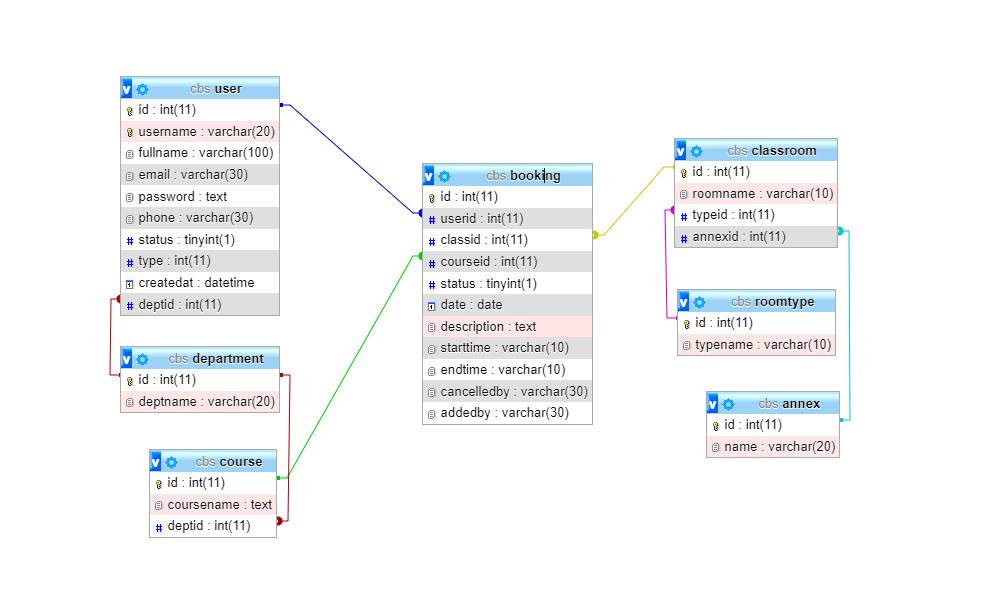 v cbs user
id : int(11)
username : varchar(20)
fullname : varchar(100)
email : varchar(30)
password : text
phone : varchar(30)
status : tinyint(1)
type : int(11)
createdat : datetime
deptid : int(11)
v cbs department
id : int(11)
deptname : varchar(20)
v cbs course
id : int(11)
coursename : text
deptid : int(11)
v cbs booking
id : int(11)
userid : int(11)
classid : int(11)
courseid : int(11)
status : tinyint(1)
date : date
description : text
starttime : varchar(10)
endtime : varchar(10)
cancelledby : varchar(30)
addedby : varchar(30)
v cbs classroom
id : int(11)
roomname : varchar(10)
typeid : int(11)
annexid : int(11)
v cbs roomtype
id : int(11)
typename : varchar(10)
v cbs annex
id : int(11)
name : varchar(20)